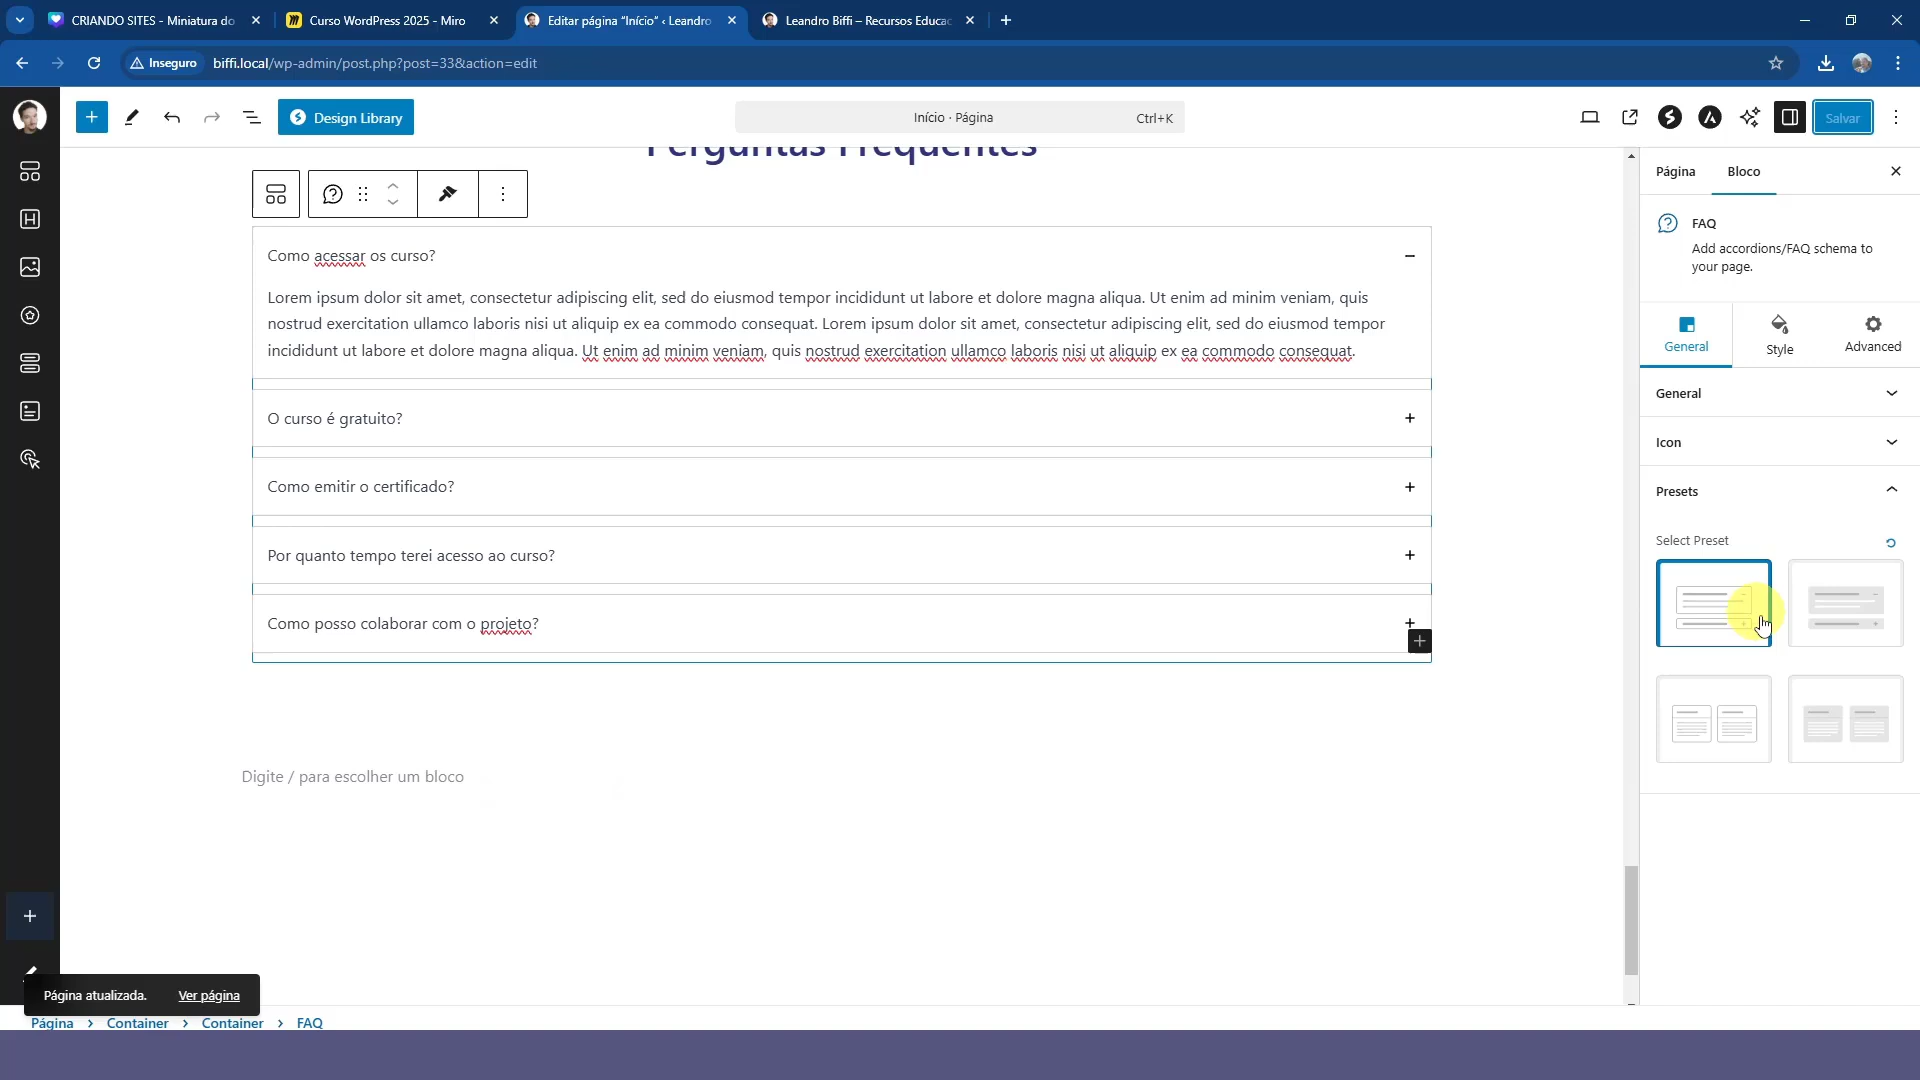 CRIANDO SITES - Miniatura do
Curso WordPress 2025 - Miro
Editar página “Início” ‹ Leandro
Leandro Biffi – Recursos Educac
Inseguro
biffi.local/wp-admin/post.php?post=33&action=edit
Design Library
Início · Página
Ctrl+K
Salvar
Perguntas Frequentes
Como acessar os curso?
Lorem ipsum dolor sit amet, consectetur adipiscing elit, sed do eiusmod tempor incididunt ut labore et dolore magna aliqua. Ut enim ad minim veniam, quis
nostrud exercitation ullamco laboris nisi ut aliquip ex ea commodo consequat. Lorem ipsum dolor sit amet, consectetur adipiscing elit, sed do eiusmod tempor
incididunt ut labore et dolore magna aliqua. Ut enim ad minim veniam, quis nostrud exercitation ullamco laboris nisi ut aliquip ex ea commodo consequat.
O curso é gratuito?
Como emitir o certificado?
Por quanto tempo terei acesso ao curso?
Como posso colaborar com o projeto?
Digite / para escolher um bloco
Página
Bloco
FAQ
Add accordions/FAQ schema to
your page.
General
Style
Advanced
General
Icon
Presets
Select Preset
Página atualizada.
Ver página
Página › Container › Container › FAQ